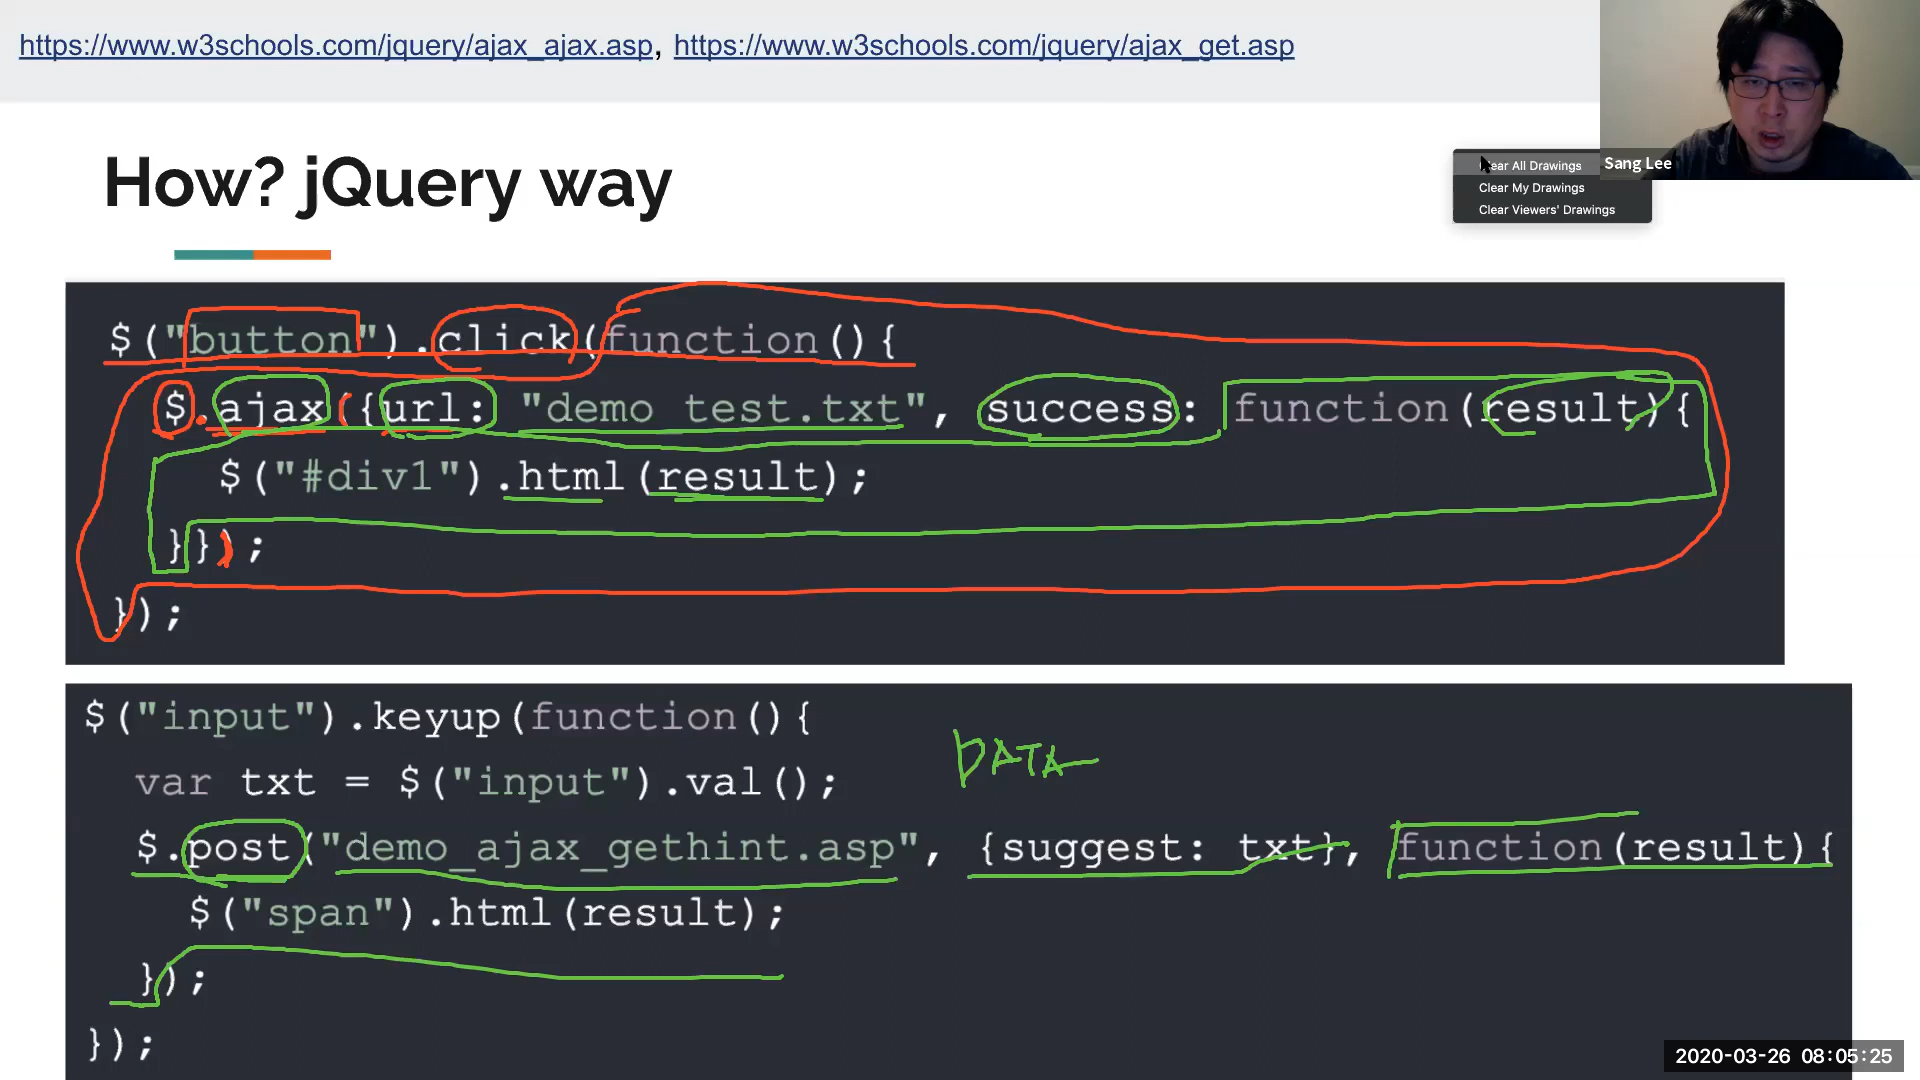 https://www.w3schools.com/jquery/ajax_ajax.asp, https://www.w3schools.com/jquery/ajax_get.asp
How? jQuery way
Clear All Drawings
Clear My Drawings
Clear Viewers' Drawings
Sang Lee
$("button").click(function(){
$.ajax({url: "demo_test.txt", success: function(result){
$("#div1").html(result);
}});
});
$("input").keyup(function(){
var txt = $("input").val();
DATA
$.post("demo_ajax_gethint.asp", {suggest: txt}, function(result){
$("span").html(result);
});
});
2020-03-26 08:05:25